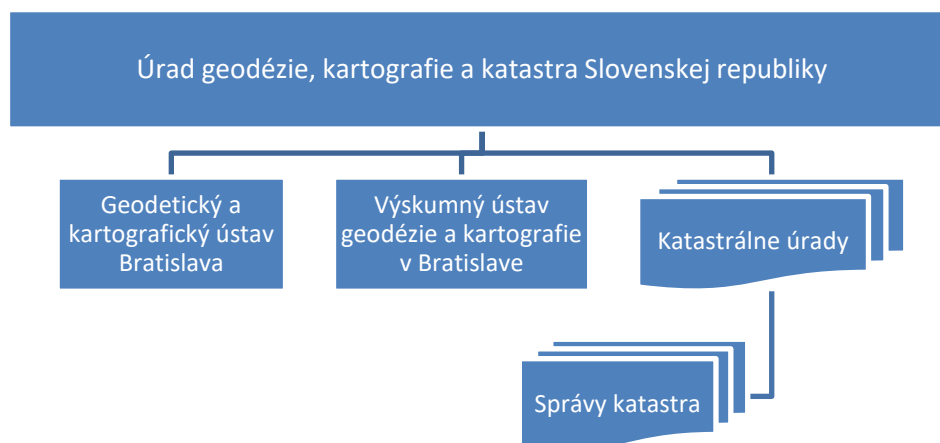 Úrad geodézie, kartografie a katastra Slovenskej republiky
Geodetický a
kartografický ústav
Bratislava
Výskumný ústav
geodézie a kartografie
v Bratislave
Katastrálne úrady
Správy katastra